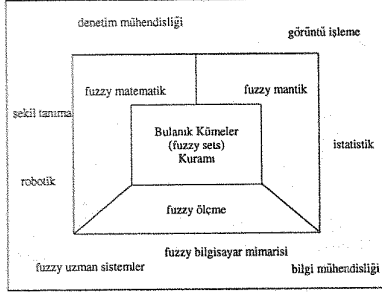 denetim mühendisliği
görüntü işleme
fuzzy matematik
fuzzy mantık
şekil tanıma
Bulanık Kümeler
(fuzzy sets)
Kuramı
istatistik
robotik
fuzzy ölçme
fuzzy bilgisayar mimarisi
fuzzy uzman sistemler
bilgi mühendisliği